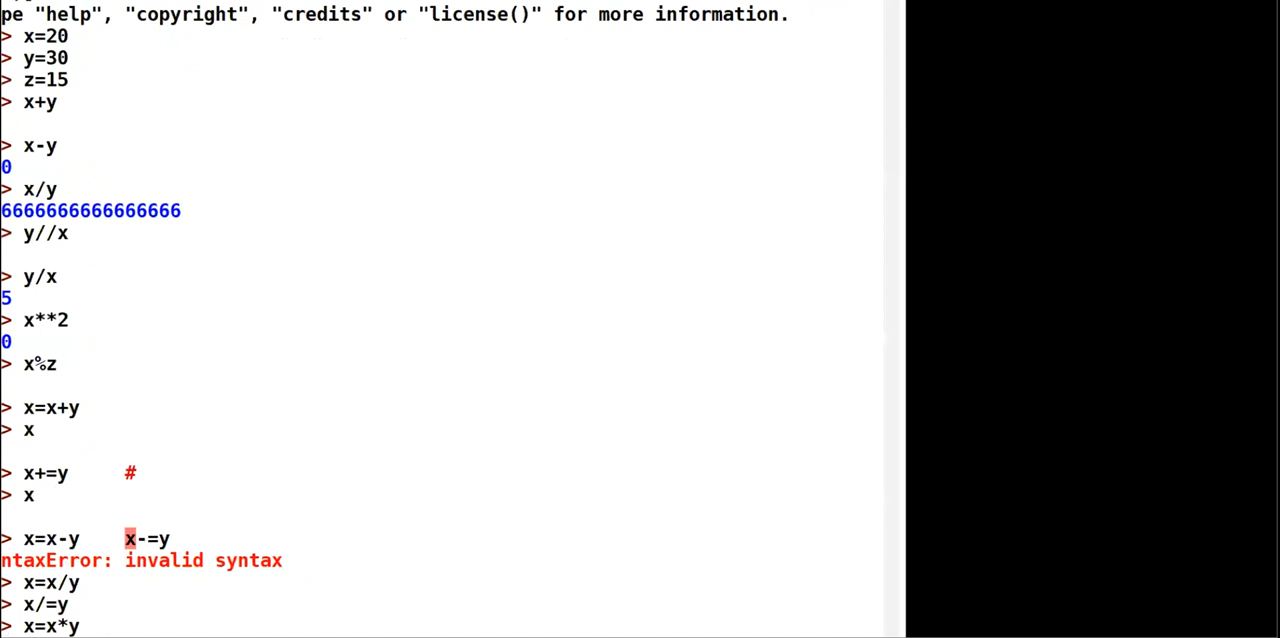 pe "help", "copyright", "credits" or "license()" for more information.
> x=20
> y=30
> z=15
> x+y
> x-y
0
> x/y
6666666666666666
> y//x
> y/x
5
> x**2
0
> x%z
> x=x+y
> x
> x+=y #
> x
> x=x-y x-=y
ntaxError: invalid syntax
> x=x/y
> x/=y
> x=x*y